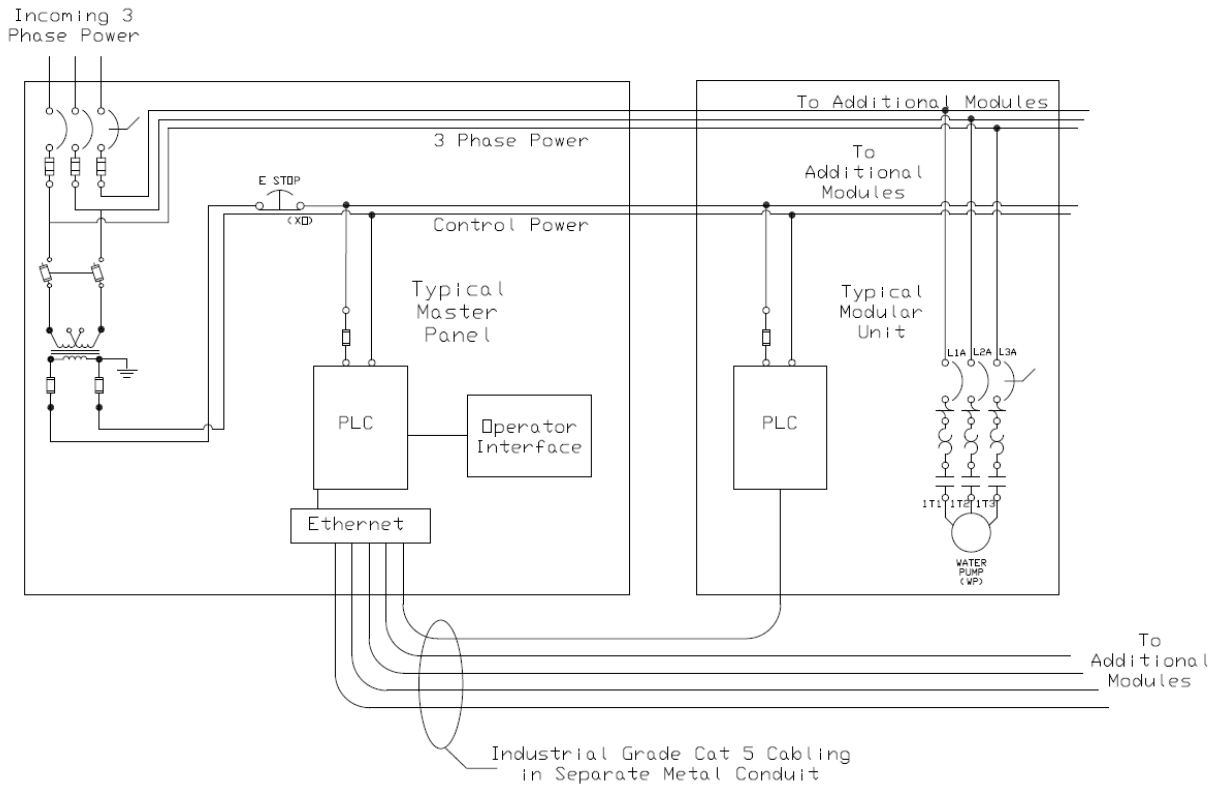 Incoming 3
Phase Power
To Additional Modules
3 Phase Power
To
Additional
Modules
E STOP
(XO)
Control Power
Typical
Master
Panel
Typical
Modular
Unit
L1A L2A L3A
PLC
Operator
Interface
PLC
1T1 1T2 1T3
Ethernet
WATER
PUMP
(WP)
To
Additional
Modules
Industrial Grade Cat 5 Cabling
in Separate Metal Conduit